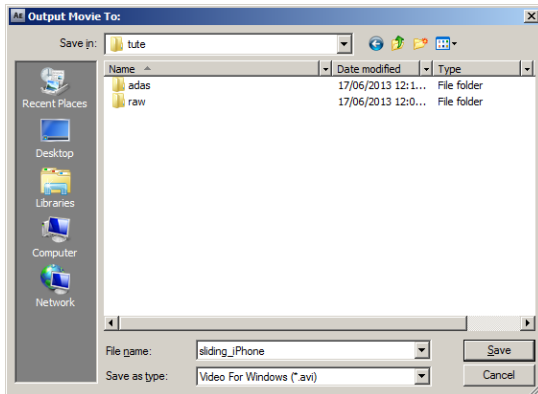 Ae Output Movie To:
Save in: tute
Name Date modified Type
adas 17/06/2013 12:1... File folder
raw 17/06/2013 12:0... File folder
Recent Places
Desktop
Libraries
Computer
Network
File name: sliding_iPhone Save
Save as type: Video For Windows (*.avi) Cancel